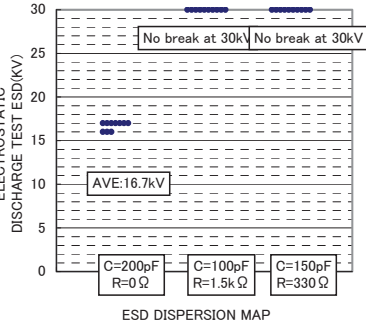 ELECTROSTATIC
DISCHARGE TEST ESD(KV)
30
25
20
15
10
5
0
No break at 30kV
No break at 30kV
AVE:16.7kV
C=200pF
R=0Ω
C=100pF
R=1.5kΩ
C=150pF
R=330Ω
ESD DISPERSION MAP